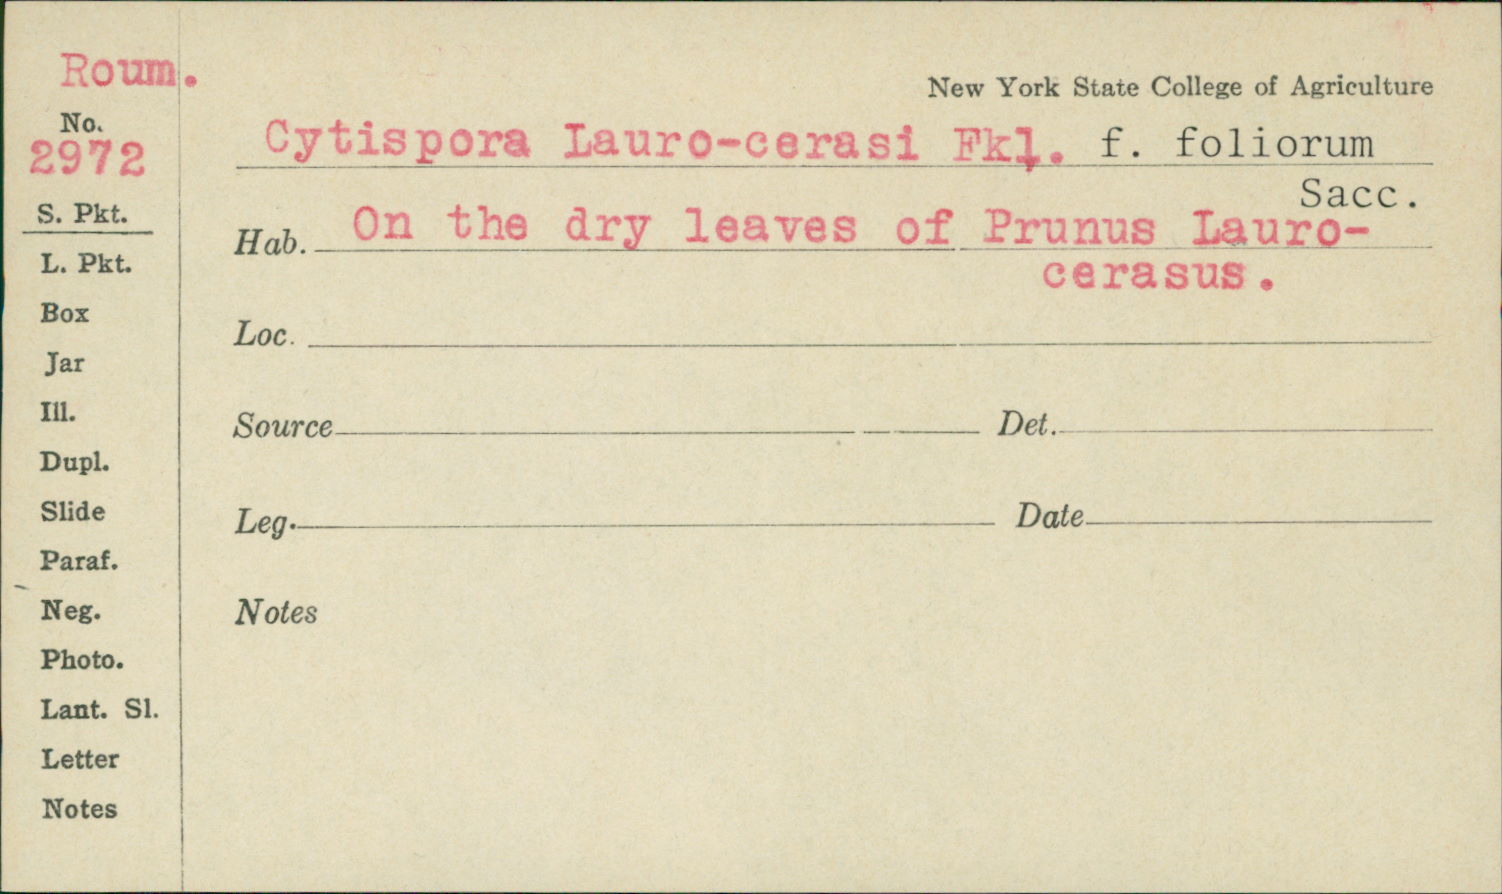 Roum.
New York State College of Agriculture
No.
2972
Cytispora Lauro-cerasi Fkl. f. foliorum
Sacc.
S. Pkt.
Hab. On the dry leaves of Prunus Lauro-
cerasus.
L. Pkt.
Box
Loc.
Jar
Ill.
Source Det.
Dupl.
Slide
Leg. Date
Paraf.
Neg.
Notes
Photo.
Lant. Sl.
Letter
Notes